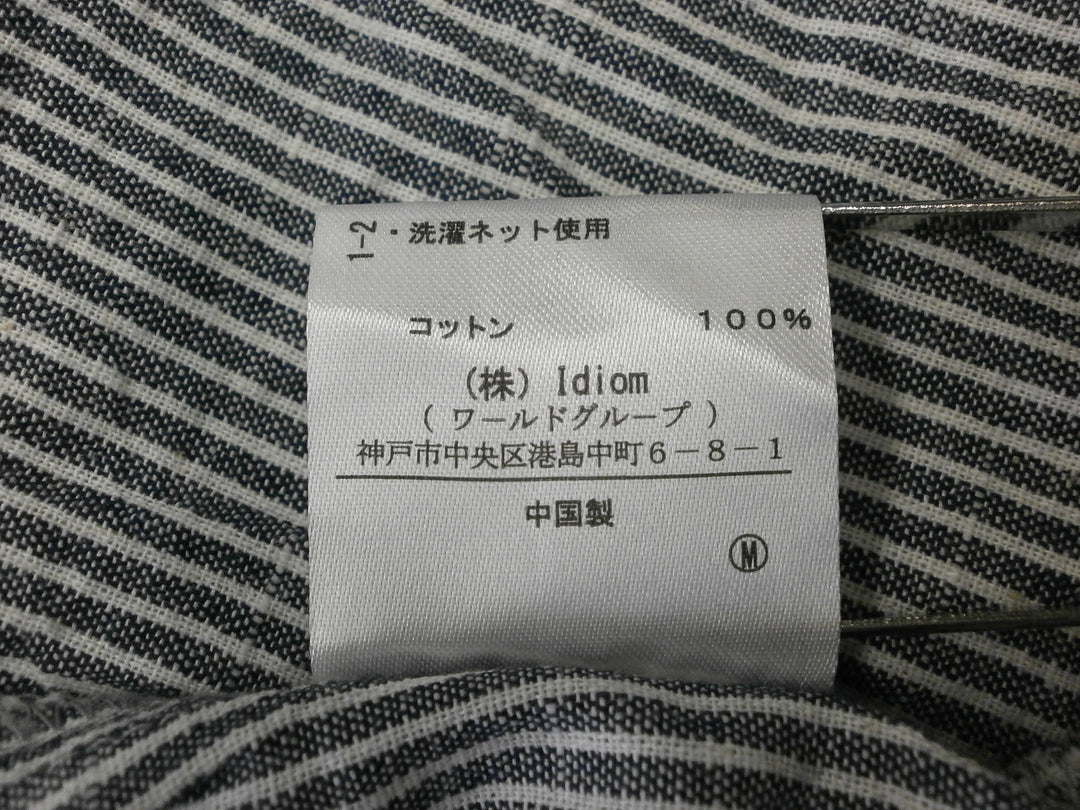 1-2
・洗濯ネット使用
コットン 100%
(株) Idiom
(ワールドグループ)
神戸市中央区港島中町6-8-1
中国製
Ⓜ